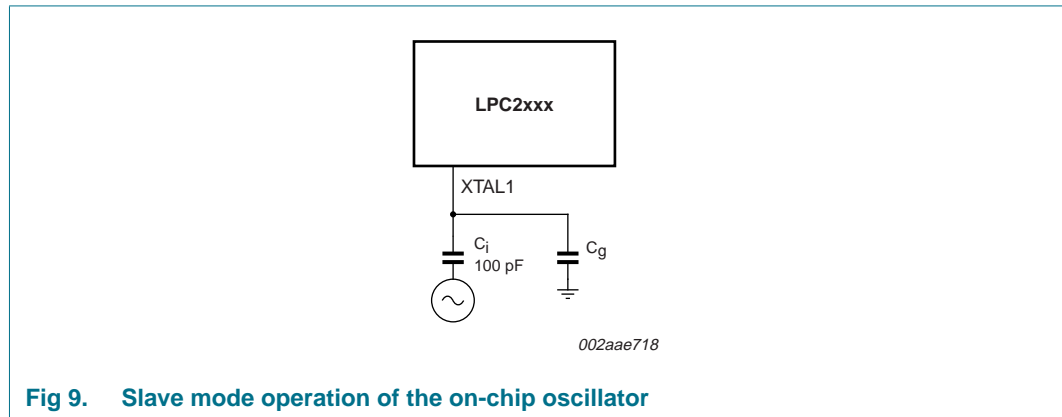 LPC2xxx
XTAL1
Ci
100 pF
Cg
002aae718
Fig 9. Slave mode operation of the on-chip oscillator